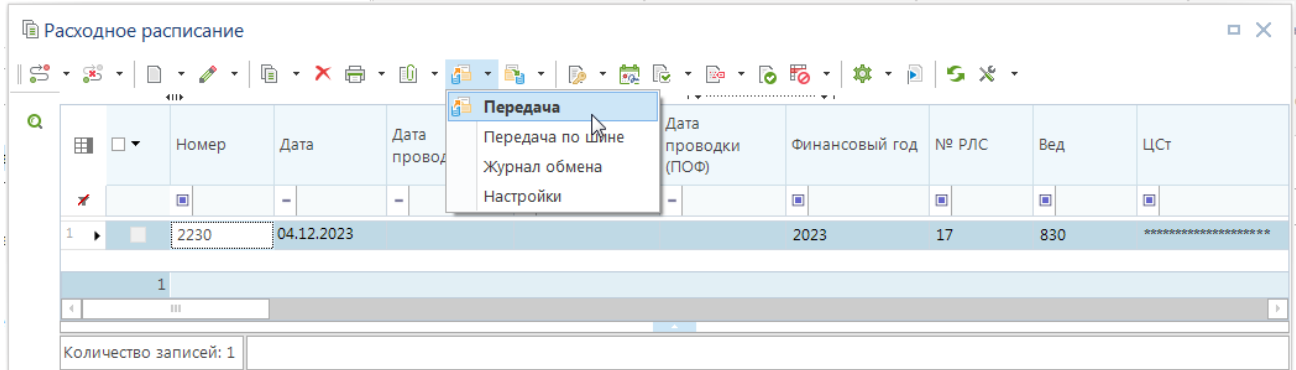 Расходное расписание
Передача
Передача по шине
Журнал обмена
Настройки
Номер
Дата
Дата
провод
Дата
проводки
(ПОФ)
Финансовый год
№ РЛС
Вед
ЦСт
1
2230
04.12.2023
2023
17
830
********************
1
Количество записей: 1